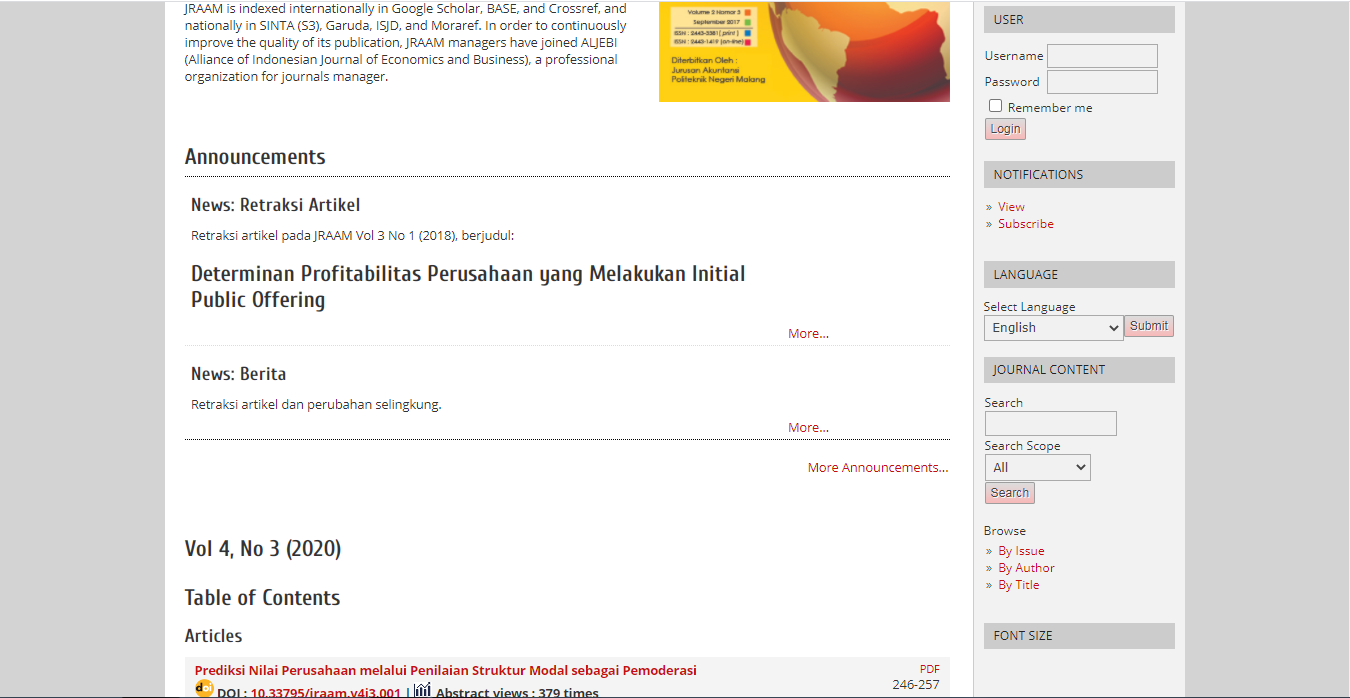 JRAAM is indexed internationally in Google Scholar, BASE, and Crossref, and
nationally in SINTA (S3), Garuda, ISJD, and Moraref. In order to continuously
improve the quality of its publication, JRAAM managers have joined ALJEBI
(Alliance of Indonesian Journal of Economics and Business), a professional
organization for journals manager.
Volume 2 Nomor 3
September 2017
ISSN : 2443-3381 [ print ]
ISSN : 2443-1419 [on-line]
Diterbitkan Oleh :
Jurusan Akuntansi
Politeknik Negeri Malang
Announcements
News: Retraksi Artikel
Retraksi artikel pada JRAAM Vol 3 No 1 (2018), berjudul:
Determinan Profitabilitas Perusahaan yang Melakukan Initial
Public Offering
More...
News: Berita
Retraksi artikel dan perubahan selingkung.
More...
More Announcements...
Vol 4, No 3 (2020)
Table of Contents
Articles
Prediksi Nilai Perusahaan melalui Penilaian Struktur Modal sebagai Pemoderasi
PDF
doi DOI : 10.33795/jraam.v4i3.001 | Abstract views : 379 times
246-257
USER
Username
Password
Remember me
Login
NOTIFICATIONS
» View
» Subscribe
LANGUAGE
Select Language
English Submit
JOURNAL CONTENT
Search
Search Scope
All
Search
Browse
» By Issue
» By Author
» By Title
FONT SIZE